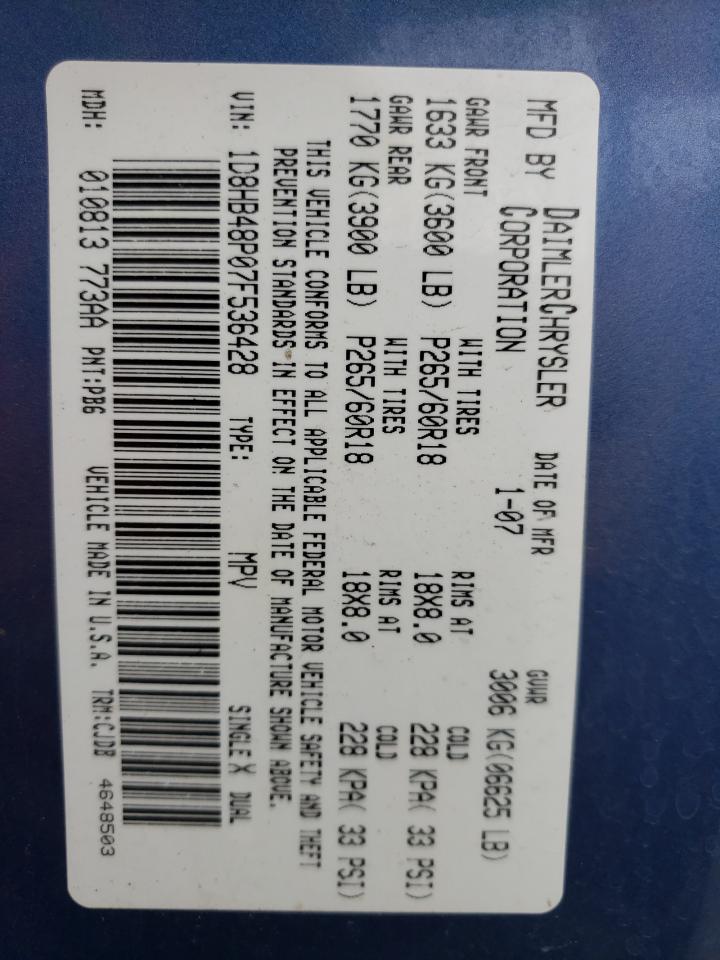 MFD BY DAIMLERCHRYSLER CORPORATION DATE OF MFR 1-07 GVWR 3006 KG(06625 LB)
GAWR FRONT WITH TIRES RIMS AT COLD
1633 KG(3600 LB) P265/60R18 18X8.0 228 KPA( 33 PSI)
GAWR REAR WITH TIRES RIMS AT COLD
1770 KG(3900 LB) P265/60R18 18X8.0 228 KPA( 33 PSI)
THIS VEHICLE CONFORMS TO ALL APPLICABLE FEDERAL MOTOR VEHICLE SAFETY AND THEFT
PREVENTION STANDARDS IN EFFECT ON THE DATE OF MANUFACTURE SHOWN ABOVE.
VIN: 1D8HB48P07F536428 TYPE: MPV SINGLE X DUAL
MDH: 010813 773AA PNT:PB6 VEHICLE MADE IN U.S.A. TRM:CJDB 4648503